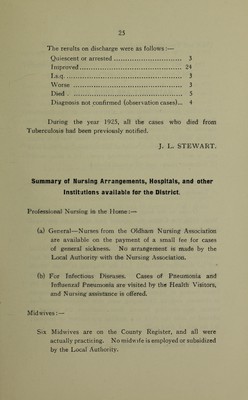 23
The results on discharge were as follows :—
Quiescent or arrested ................................ 3
Improved ................................ 24
I.s.q ................................ 3
Worse ................................ 3
Died ................................ 5
Diagnosis not confirmed (observation cases)... 4
During the year 1925, all the cases who died from
Tuberculosis had been previously notified.
J. L. STEWART.
Summary of Nursing Arrangements, Hospitals, and other
Institutions available for the District.
Professional Nursing in the Home :—
(a) General—Nurses from the Oldham Nursing Association
are available on the payment of a small fee for cases
of general sickness. No arrangement is made by the
Local Authority with the Nursing Association.
(b) For Infectious Diseases. Cases of Pneumonia and
Influenzal Pneumonia are visited by the Health Visitors,
and Nursing assistance is offered.
Midwives :—
Six Midwives are on the County Register, and all were
actually practising. No midwife is employed or subsidized
by the Local Authority.